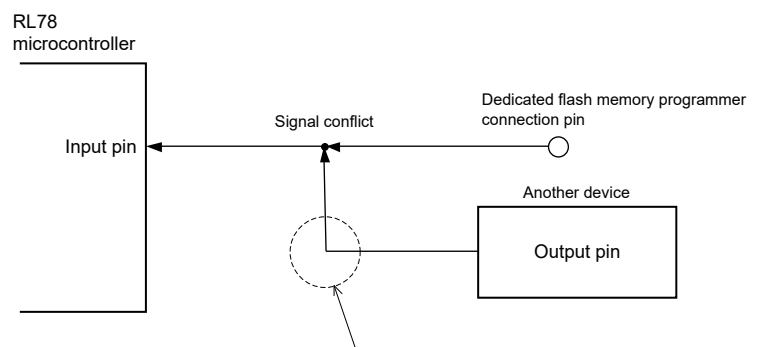 RL78
microcontroller
Dedicated flash memory programmer
connection pin
Signal conflict
Input pin
Another device
Output pin